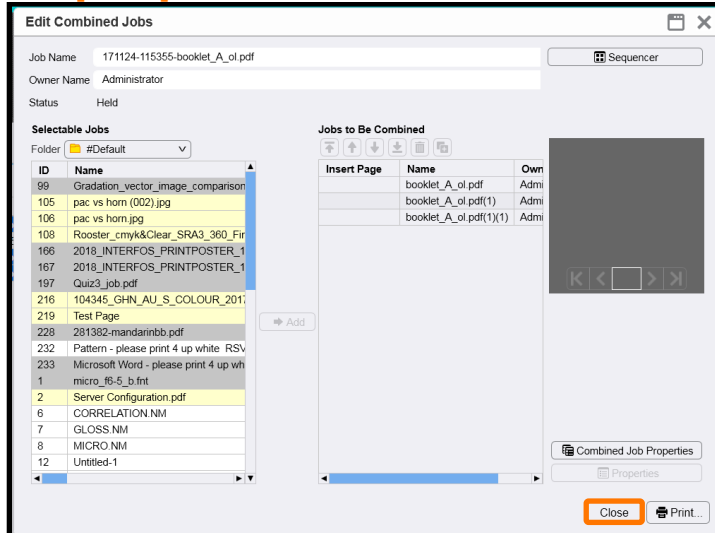 Edit Combined Jobs
Job Name 171124-115355-booklet_A_ol.pdf
Sequencer
Owner Name Administrator
Status Held
Selectable Jobs
Folder #Default
Jobs to Be Combined
ID Name
99 Gradation_vector_image_comparison
105 pac vs horn (002).jpg
106 pac vs horn.jpg
108 Rooster_cmyk&Clear_SRA3_360_Fir
166 2018_INTERFOS_PRINTPOSTER_1
167 2018_INTERFOS_PRINTPOSTER_1
197 Quiz3_job.pdf
216 104345_GHN_AU_S_COLOUR_2017
219 Test Page
228 281382-mandarinbb.pdf
232 Pattern - please print 4 up white RSV
233 Microsoft Word - please print 4 up wh
1 micro_f6-5_b.fnt
2 Server Configuration.pdf
6 CORRELATION.NM
7 GLOSS.NM
8 MICRO.NM
12 Untitled-1
Add
Insert Page Name Own
booklet_A_ol.pdf Admi
booklet_A_ol.pdf(1) Admi
booklet_A_ol.pdf(1)(1) Admi
Combined Job Properties
Properties
Close
Print...